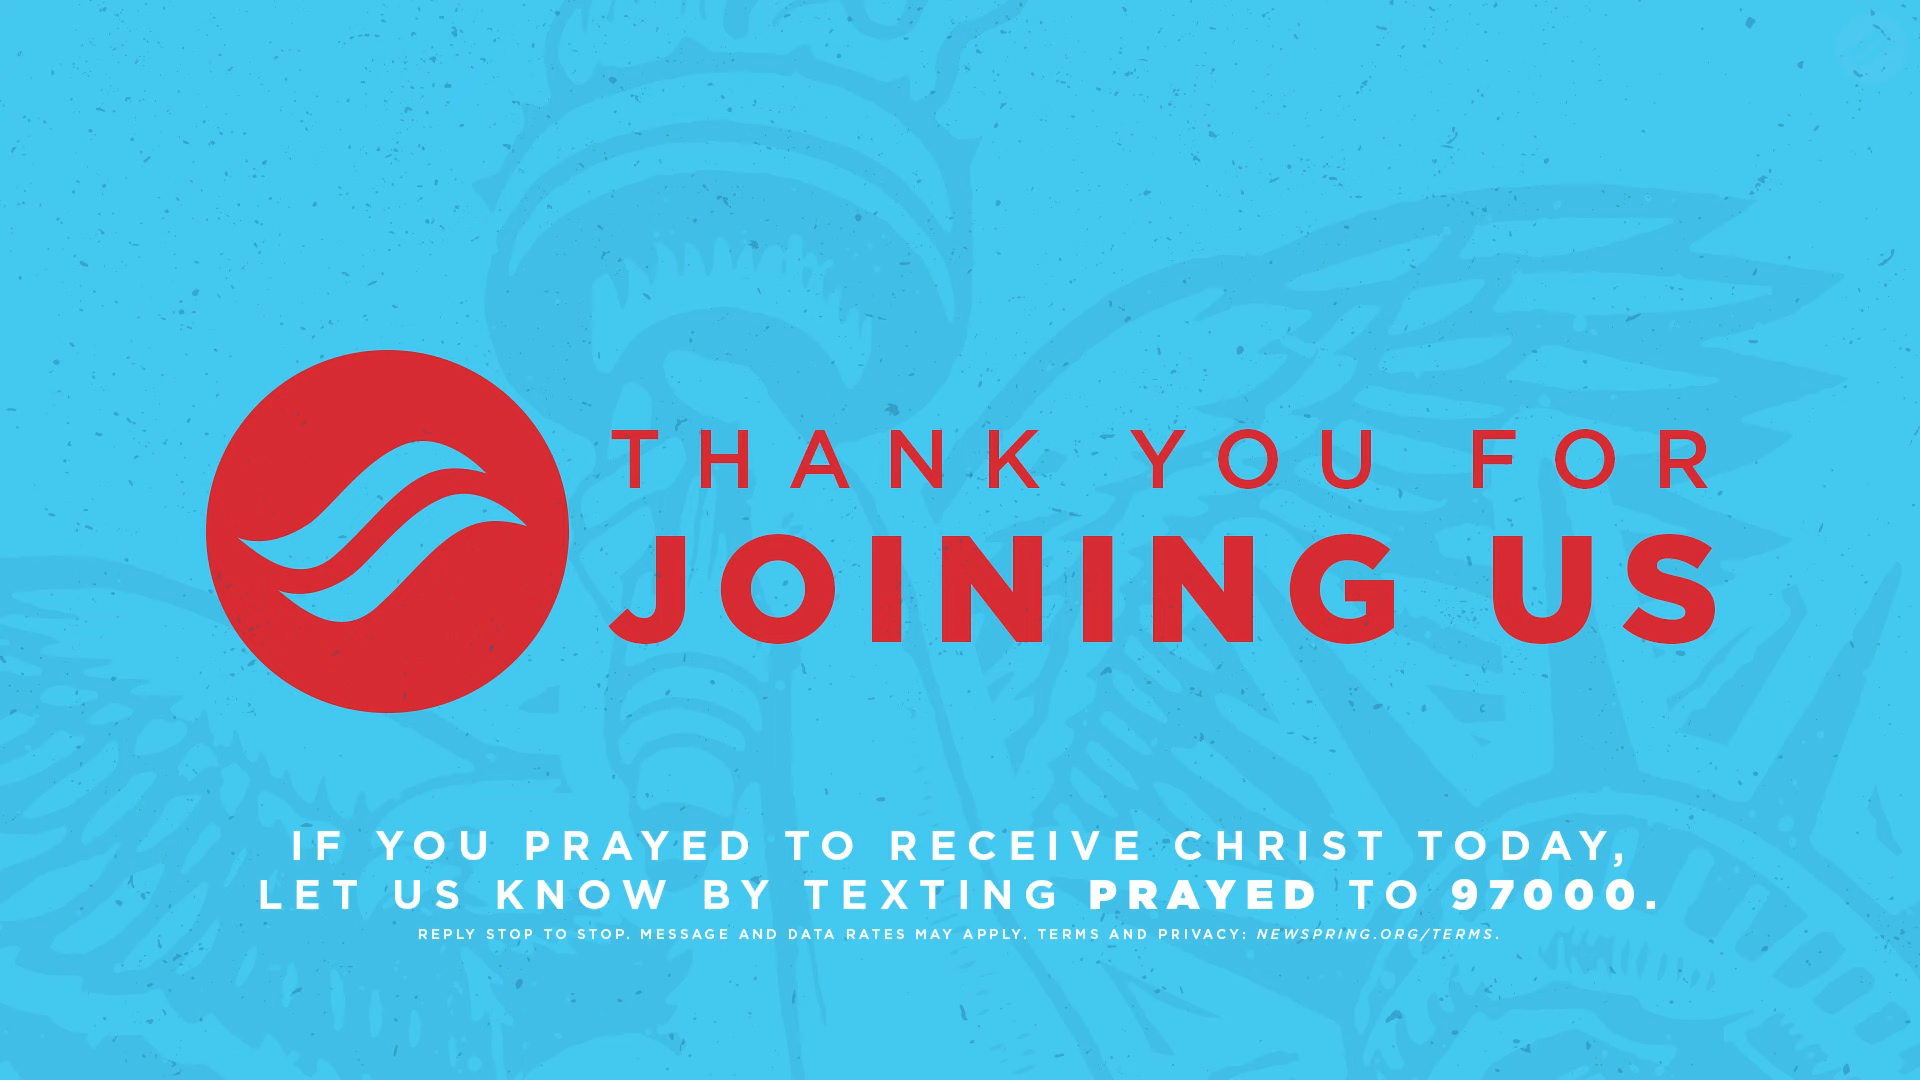 THANK YOU FOR
JOINING US
IF YOU PRAYED TO RECEIVE CHRIST TODAY,
LET US KNOW BY TEXTING PRAYED TO 97000.
REPLY STOP TO STOP. MESSAGE AND DATA RATES MAY APPLY. TERMS AND PRIVACY: NEWSPRING.ORG/TERMS.